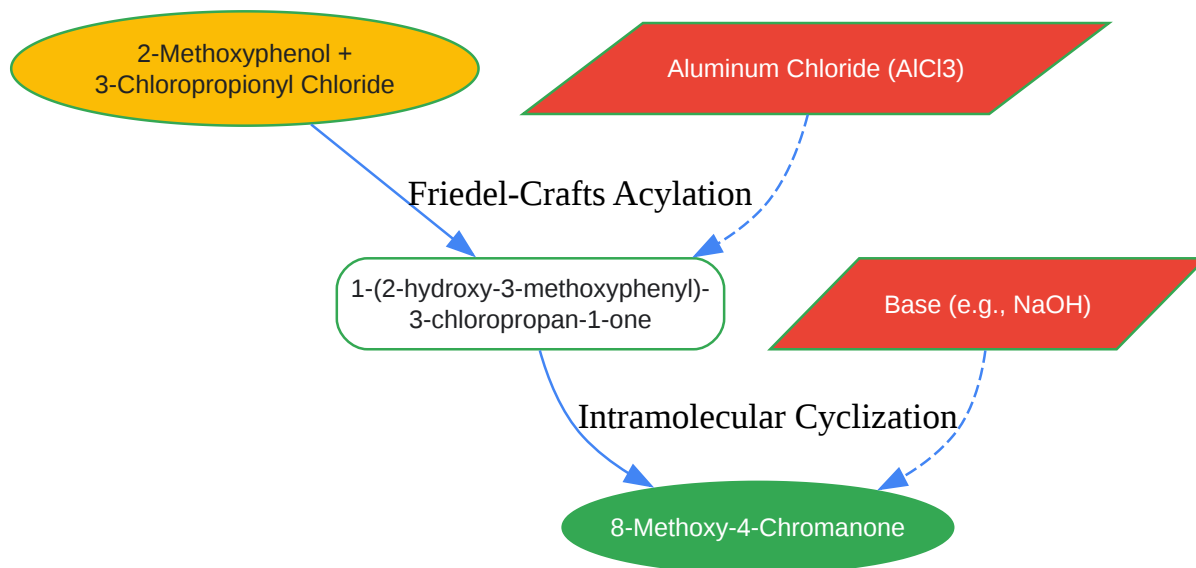 2-Methoxyphenol +
3-Chloropropionyl Chloride
Aluminum Chloride (AlCl3)
Friedel-Crafts Acylation
1-(2-hydroxy-3-methoxyphenyl)-
3-chloropropan-1-one
Base (e.g., NaOH)
Intramolecular Cyclization
8-Methoxy-4-Chromanone